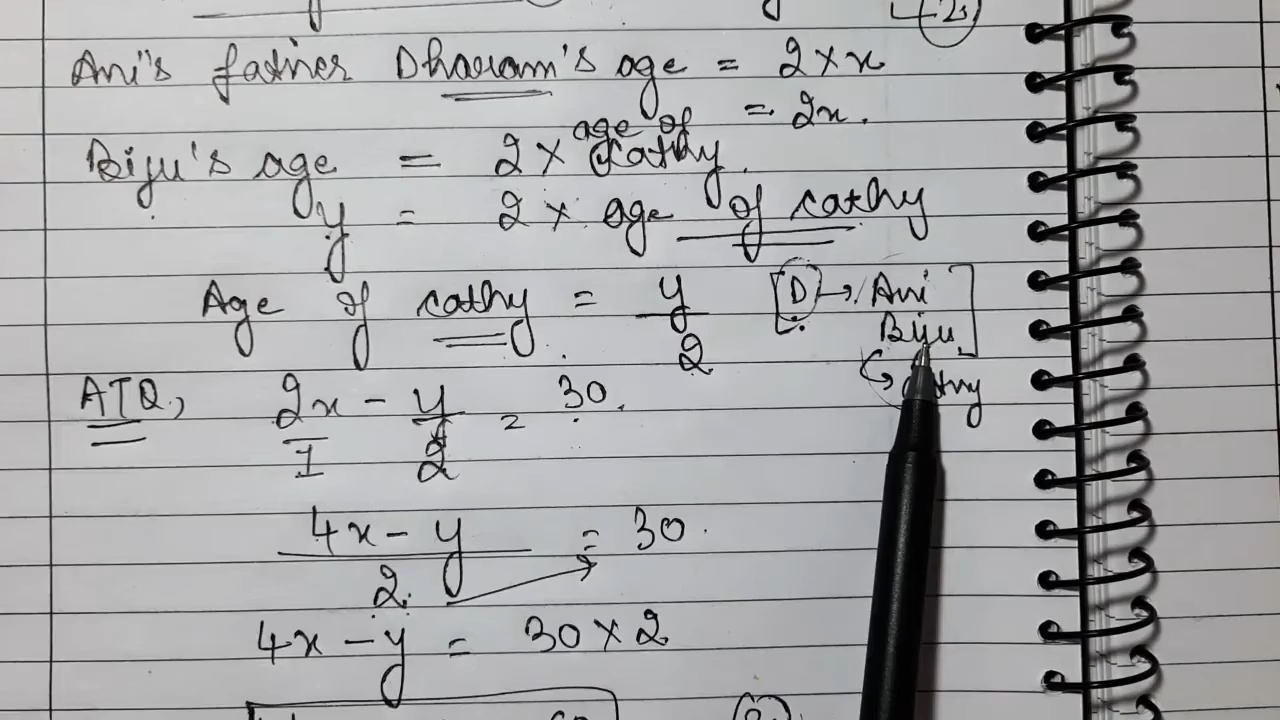 Ani's father Dharam's age = 2 × x
= 2x.
Biju's age = 2 × age of Cathy.
y = 2 × age of cathy
Age of cathy = y/2 [D → Ani
Biju]
→ Cathy
ATQ, 2x/1 - y/2 = 30.
4x - y / 2 = 30.
4x - y = 30 × 2